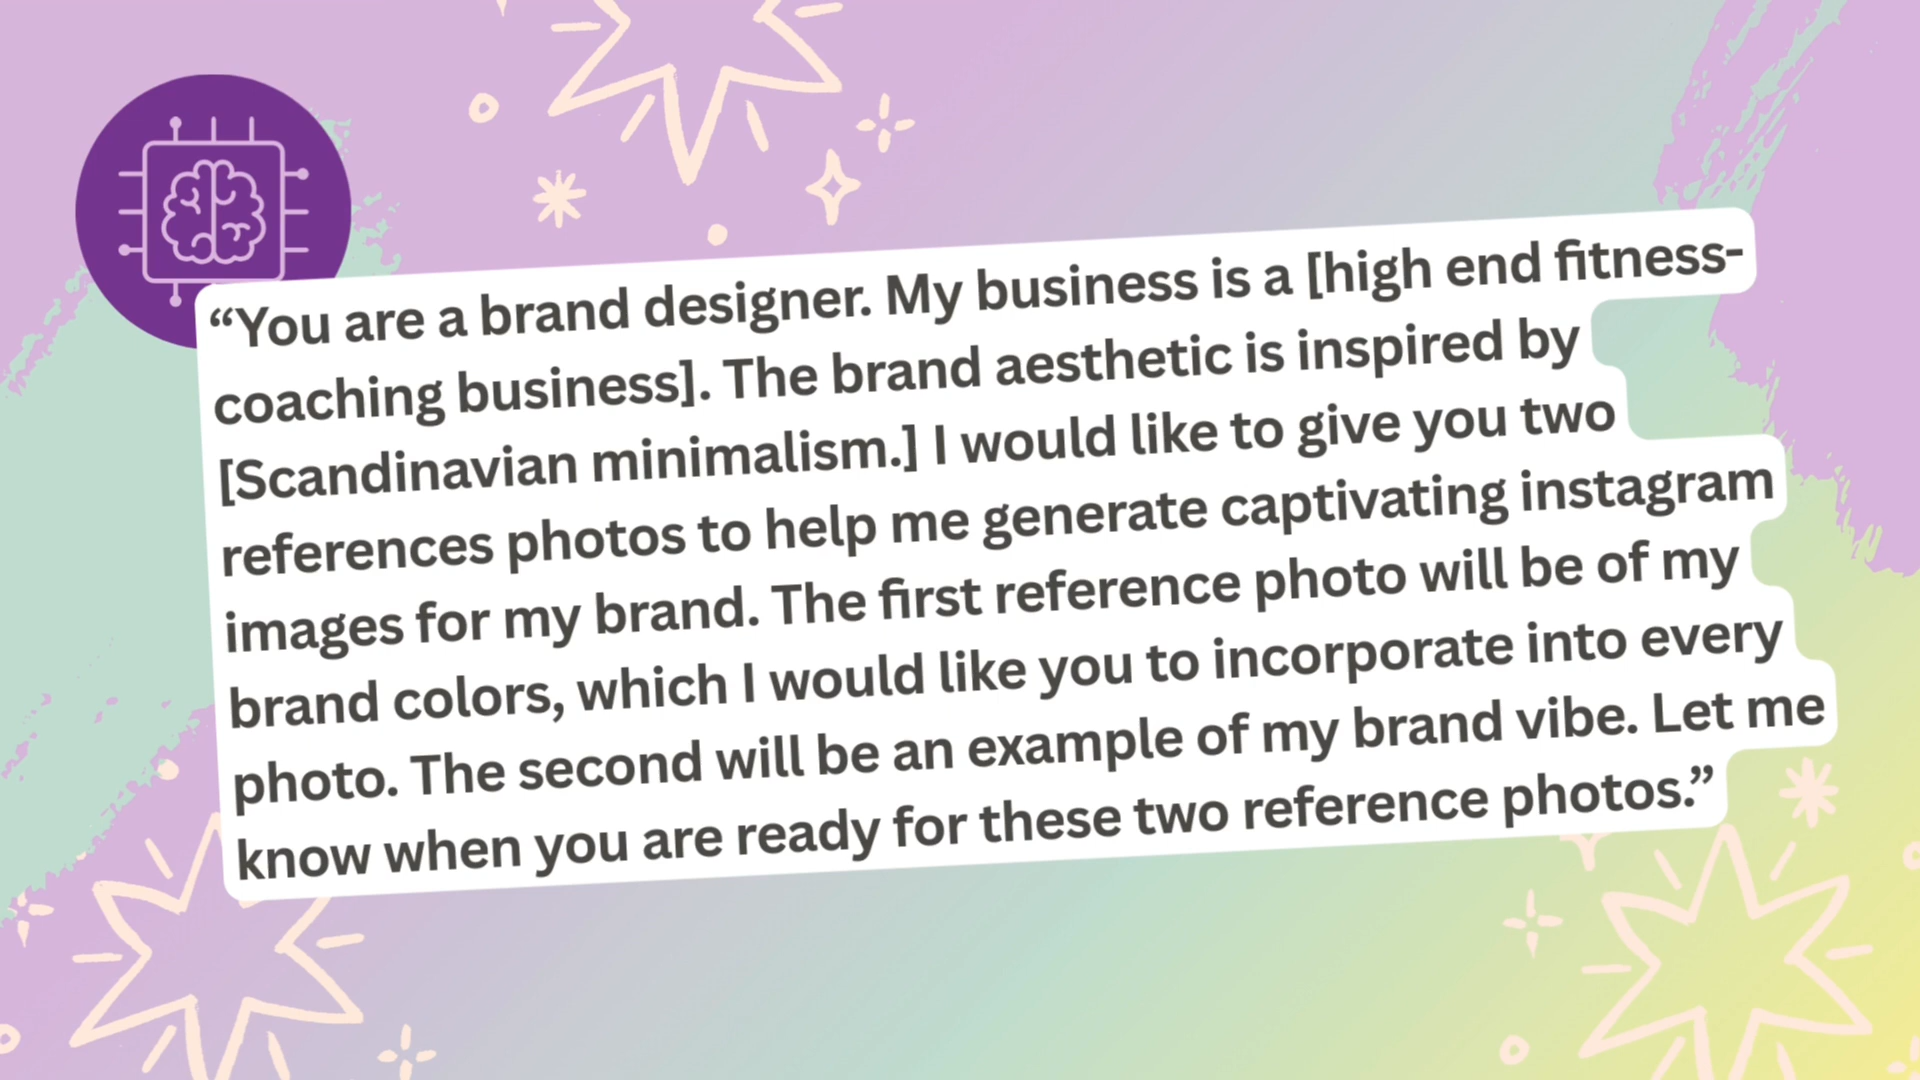 “You are a brand designer. My business is a [high end fitness-
coaching business]. The brand aesthetic is inspired by
[Scandinavian minimalism.] I would like to give you two
references photos to help me generate captivating instagram
images for my brand. The first reference photo will be of my
brand colors, which I would like you to incorporate into every
photo. The second will be an example of my brand vibe. Let me
know when you are ready for these two reference photos.”